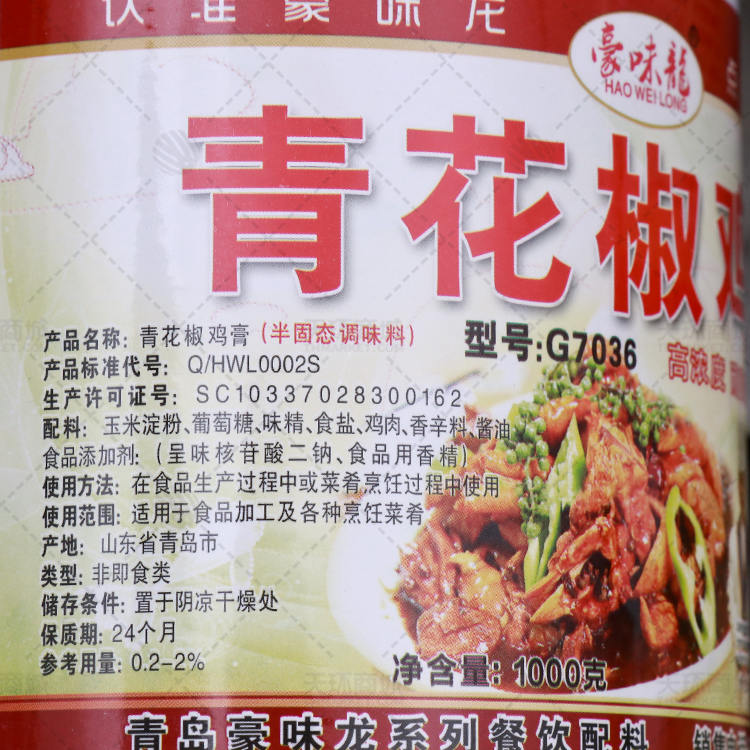 认准豪味龙
豪味龍
HAO WEI LONG
青花椒鸡
产品名称：青花椒鸡膏（半固态调味料）
型号:G7036
产品标准代号：Q/HWL0002S
高浓度
生产许可证号：SC10337028300162
配料：玉米淀粉、葡萄糖、味精、食盐、鸡肉、香辛料、酱油
食品添加剂：（呈味核苷酸二钠、食品用香精）
使用方法：在食品生产过程中或菜肴烹饪过程中使用
使用范围：适用于食品加工及各种烹饪菜肴
产地：山东省青岛市
类型：非即食类
储存条件：置于阴凉干燥处
保质期：24个月
参考用量：0.2-2%
净含量：1000克
青岛豪味龙系列餐饮配料
销售